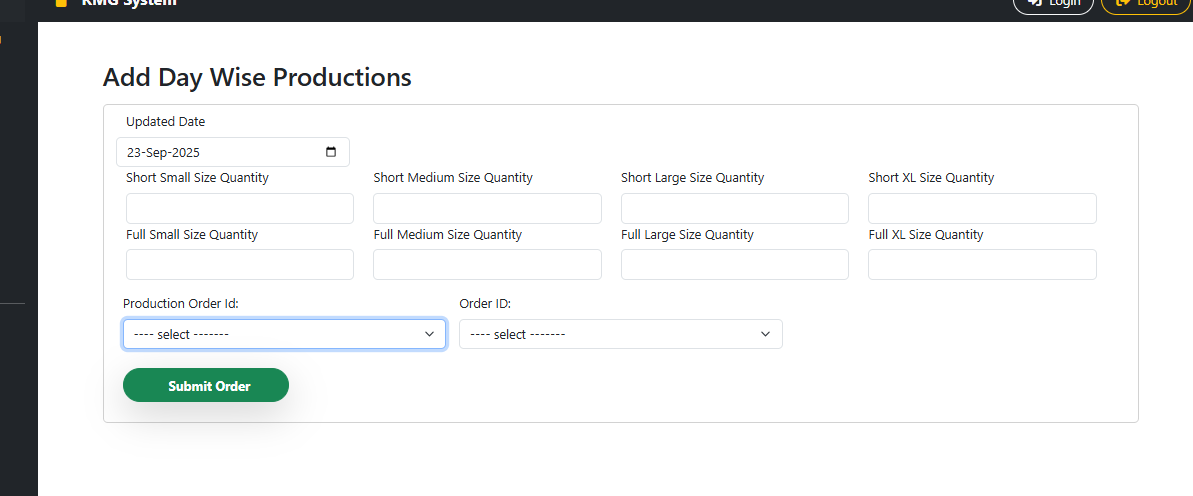 RMG System
Login
Logout
Add Day Wise Productions
Updated Date
23-Sep-2025
Short Small Size Quantity Short Medium Size Quantity Short Large Size Quantity Short XL Size Quantity
Full Small Size Quantity Full Medium Size Quantity Full Large Size Quantity Full XL Size Quantity
Production Order Id: Order ID:
---- select ------- ---- select -------
Submit Order